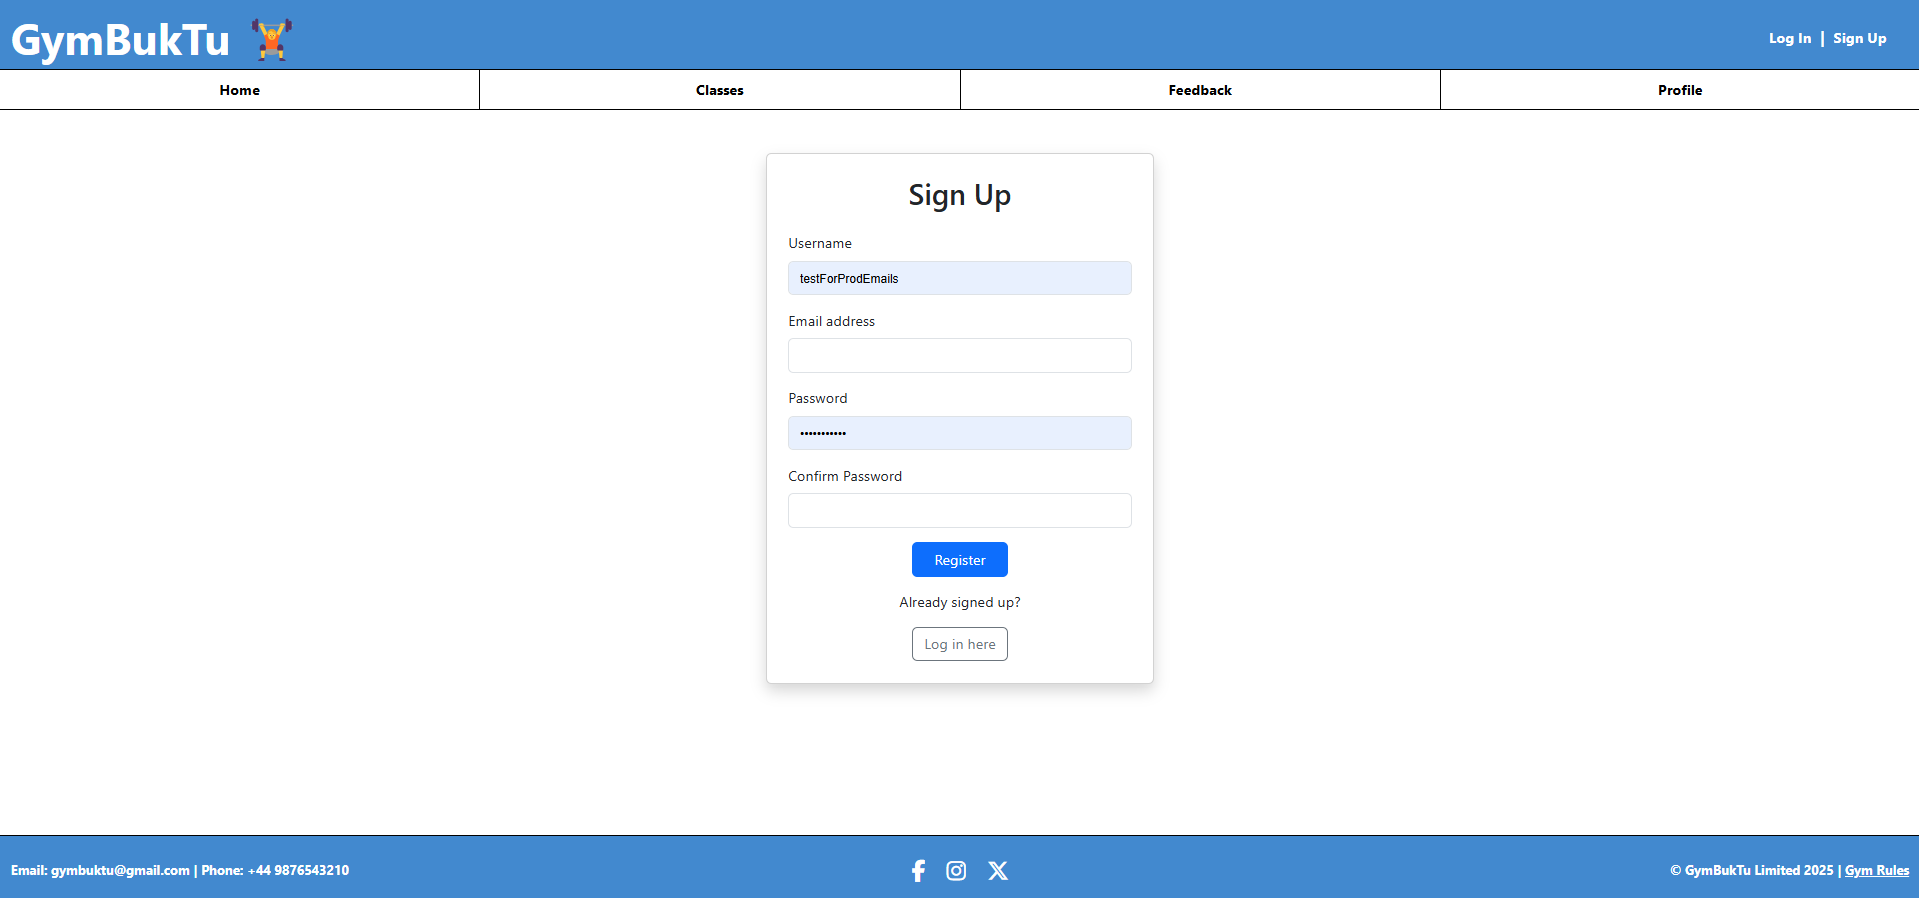 GymBukTu
Log In | Sign Up
Home Classes Feedback Profile
Sign Up
Username
testForProdEmails
Email address
Password
•••••••••••
Confirm Password
Register
Already signed up?
Log in here
Email: gymbuktu@gmail.com | Phone: +44 9876543210
© GymBukTu Limited 2025 | Gym Rules